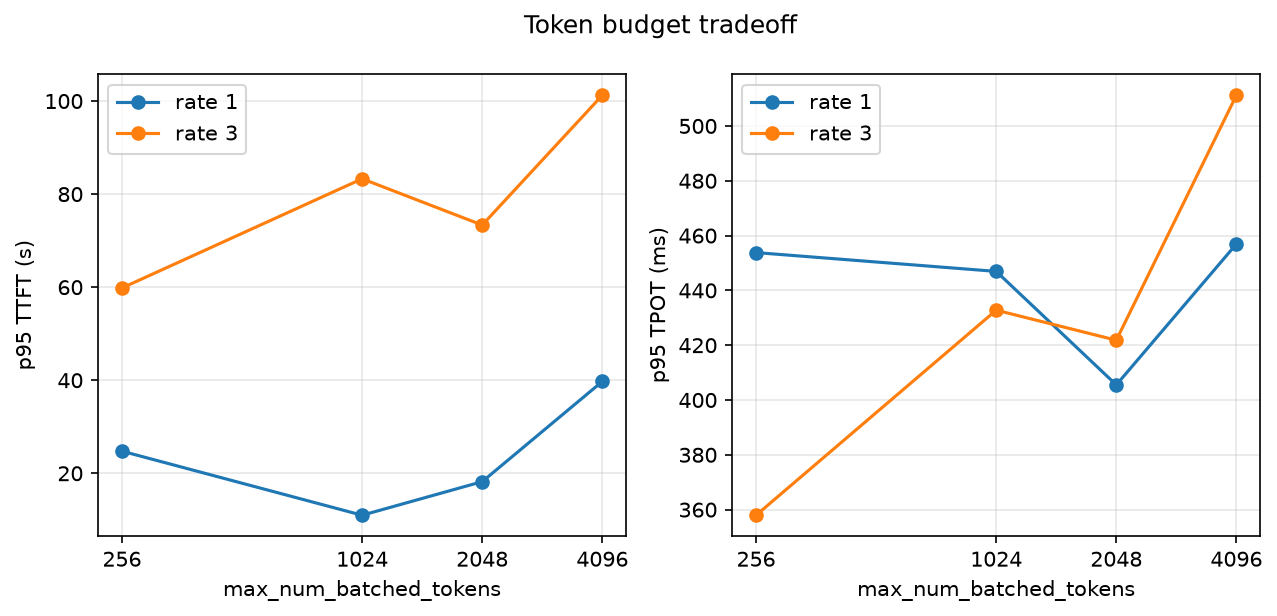 Token budget tradeoff
p95 TTFT (s)
100
80
60
40
20
rate 1
rate 3
256
1024
2048
4096
max_num_batched_tokens
p95 TPOT (ms)
500
480
460
440
420
400
380
360
rate 1
rate 3
256
1024
2048
4096
max_num_batched_tokens